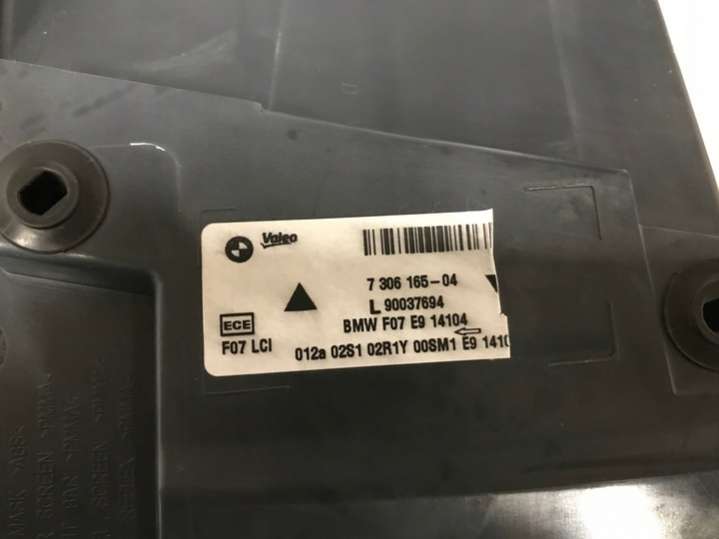 Valeo
7 306 165-04
L 90037694
ECE
BMW F07 E9 14104
F07 LCI
012a 02S1 02R1Y 00SM1 E9 1410